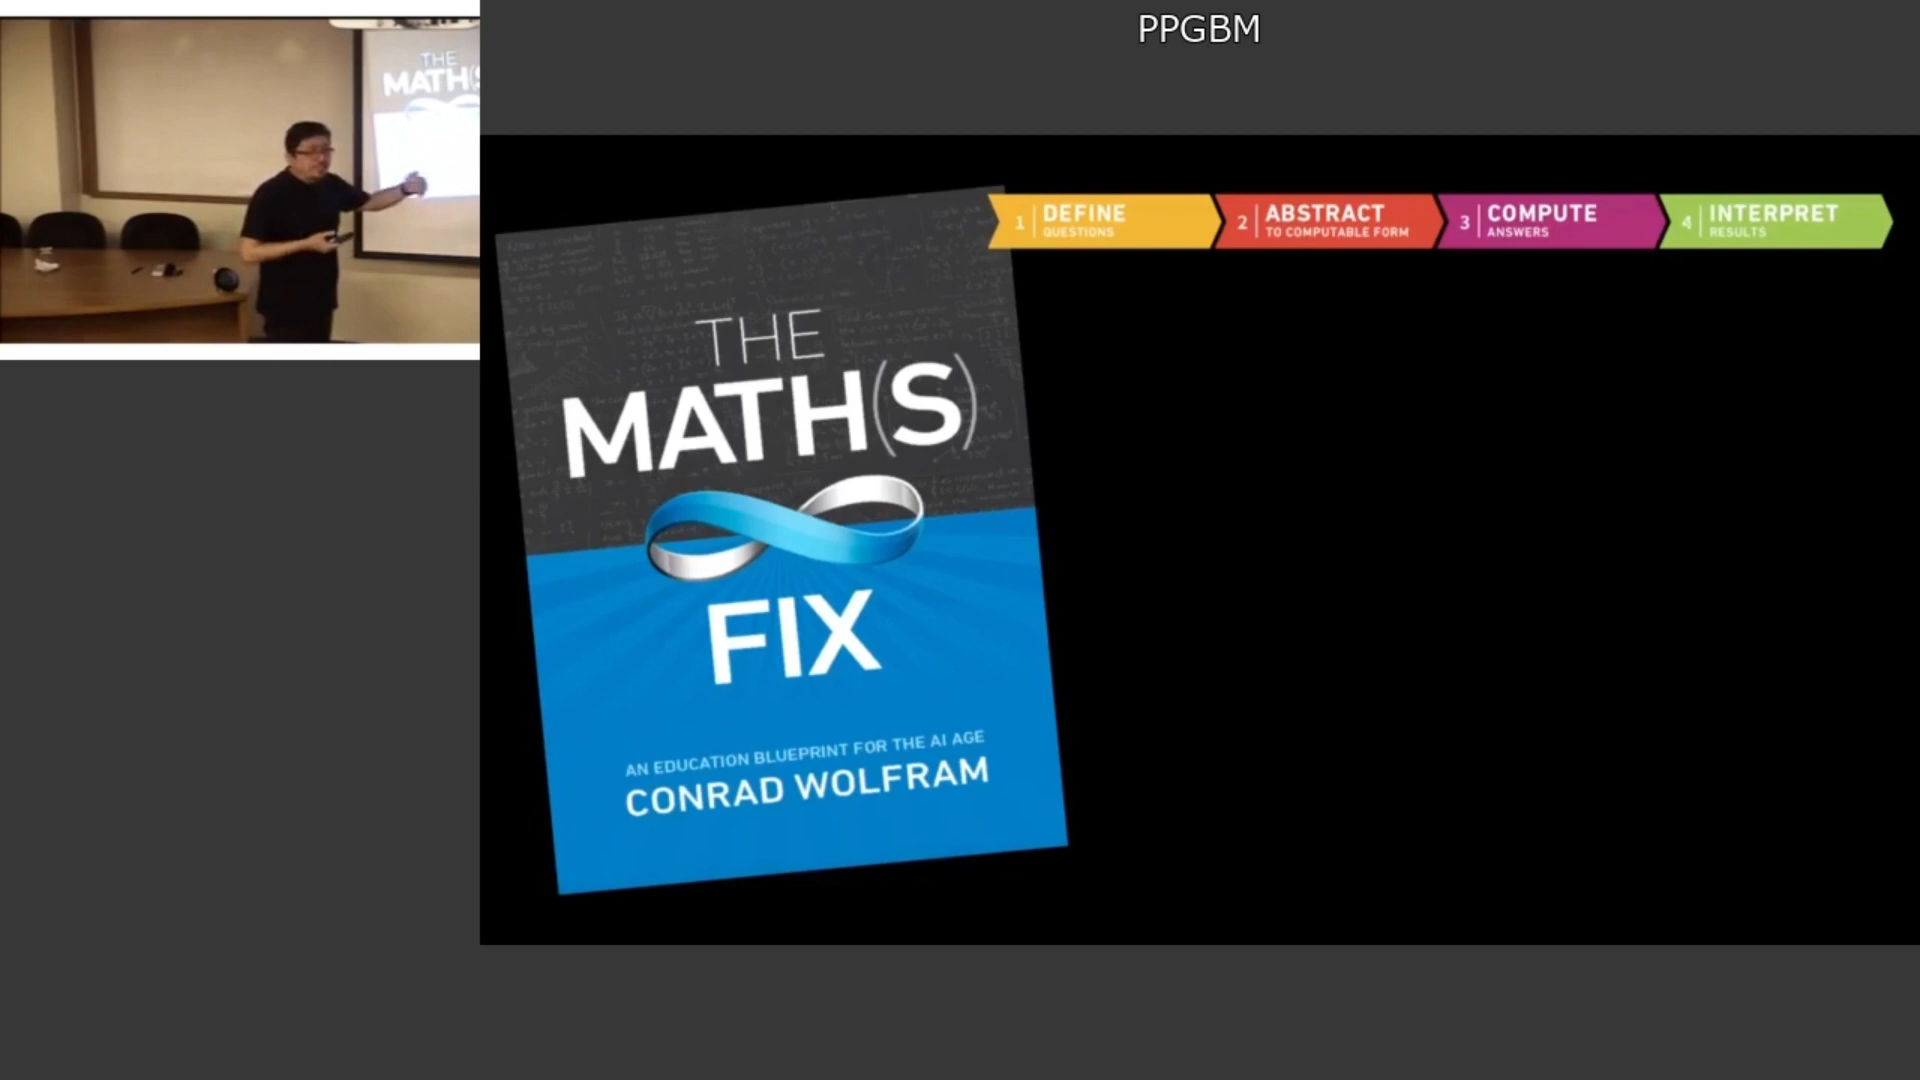 PPGBM
THE
MATH(S
1 DEFINE
QUESTIONS
2 ABSTRACT
TO COMPUTABLE FORM
3 COMPUTE
ANSWERS
4 INTERPRET
RESULTS
THE
MATH(S)
FIX
AN EDUCATION BLUEPRINT FOR THE AI AGE
CONRAD WOLFRAM